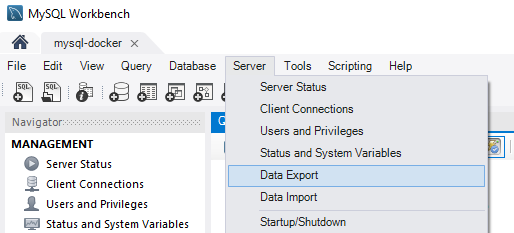 MySQL Workbench
mysql-docker
File Edit View Query Database Server Tools Scripting Help
SQL SQL
Navigator
MANAGEMENT
Server Status
Client Connections
Users and Privileges
Status and System Variables
Server Status
Client Connections
Users and Privileges
Status and System Variables
Data Export
Data Import
Startup/Shutdown